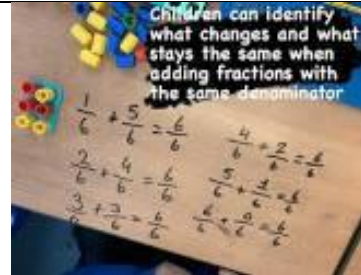 Children can identify
what changes and what
stays the same when
adding fractions with
the same denominator
1/6 + 5/6 = 6/6
2/6 + 4/6 = 6/6
3/6 + 3/6 = 6/6
4/6 + 2/6 = 6/6
5/6 + 1/6 = 6/6
6/6 + 0/6 = 6/6